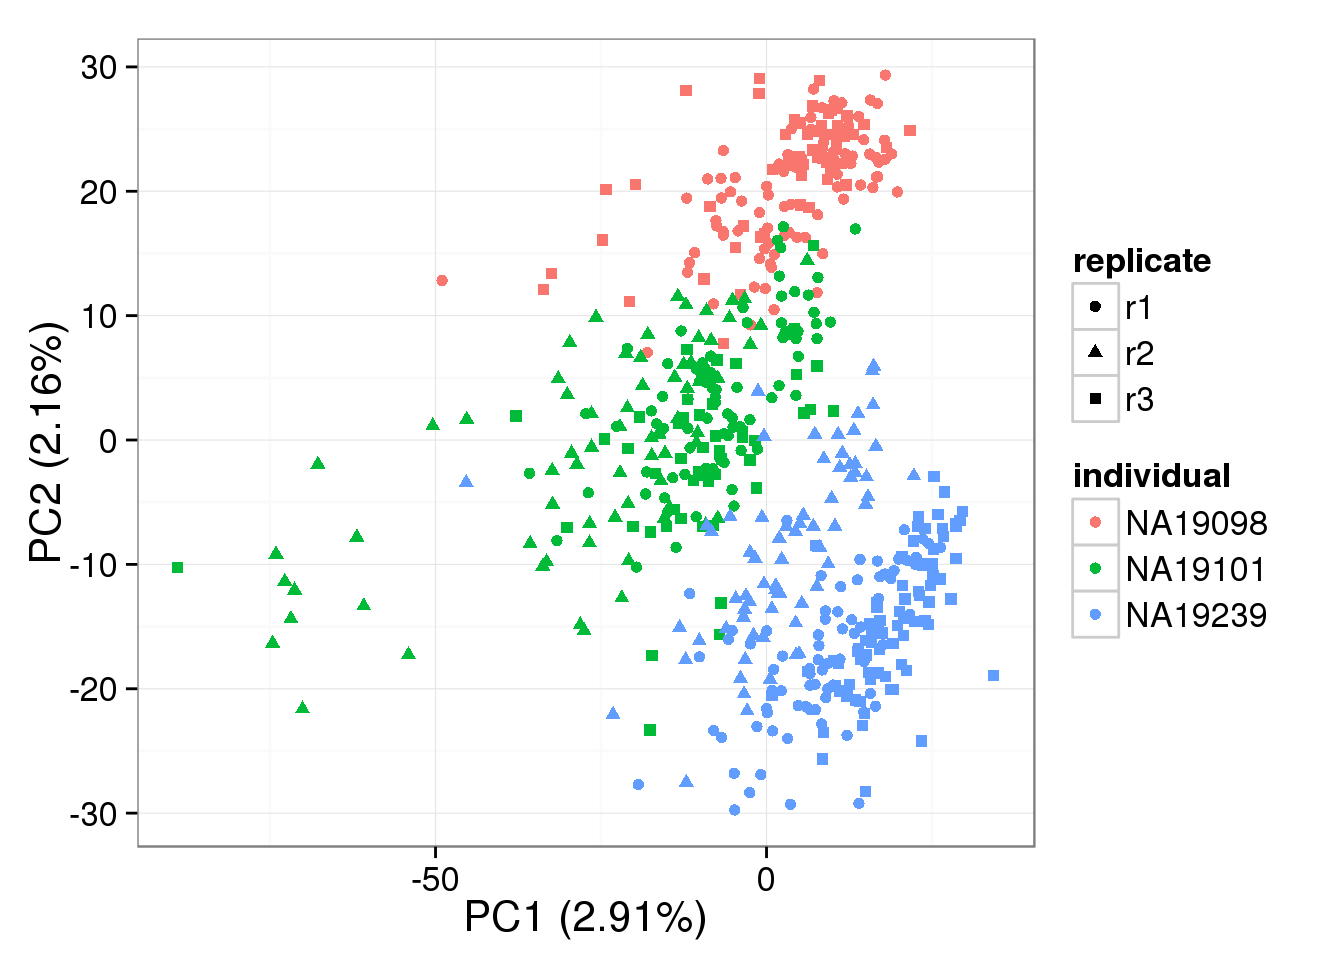 30
20
10
0
-10
-20
-30
PC2 (2.16%)
-50
0
PC1 (2.91%)
replicate
r1
r2
r3
individual
NA19098
NA19101
NA19239